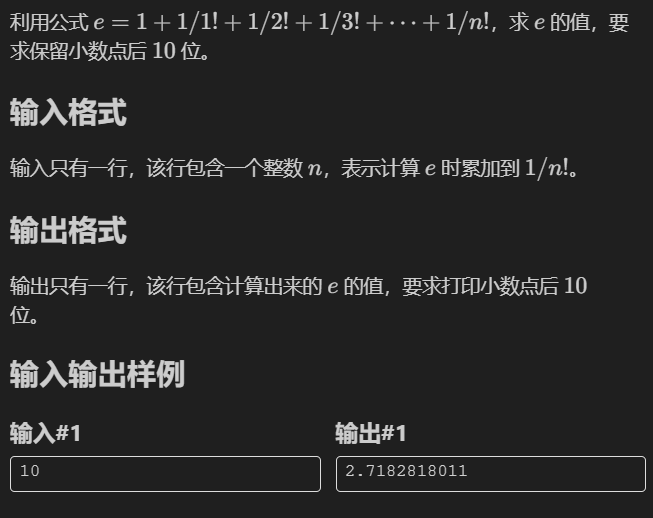 利用公式 e = 1 + 1/1! + 1/2! + 1/3! + ⋯ + 1/n!，求 e 的值，要
求保留小数点后 10 位。
输入格式
输入只有一行，该行包含一个整数 n，表示计算 e 时累加到 1/n!。
输出格式
输出只有一行，该行包含计算出来的 e 的值，要求打印小数点后 10
位。
输入输出样例
输入#1 输出#1
10 2.7182818011